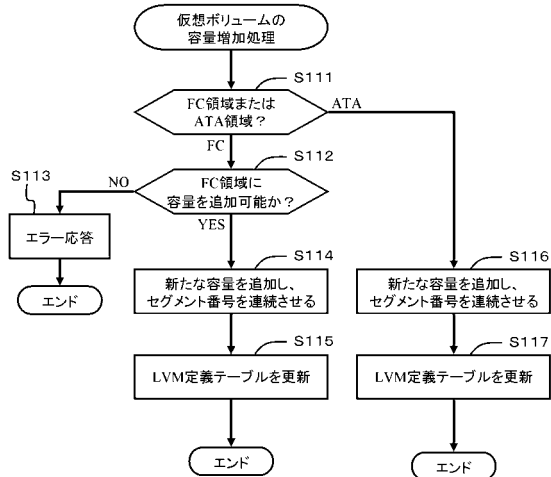 仮想ボリュームの
容量増加処理
S111
FC領域または
ATA領域？
ATA
FC
S112
FC領域に
容量を追加可能か？
NO
YES
S113
エラー応答
エンド
S114
新たな容量を追加し、
セグメント番号を連続させる
S115
LVM定義テーブルを更新
エンド
S116
新たな容量を追加し、
セグメント番号を連続させる
S117
LVM定義テーブルを更新
エンド